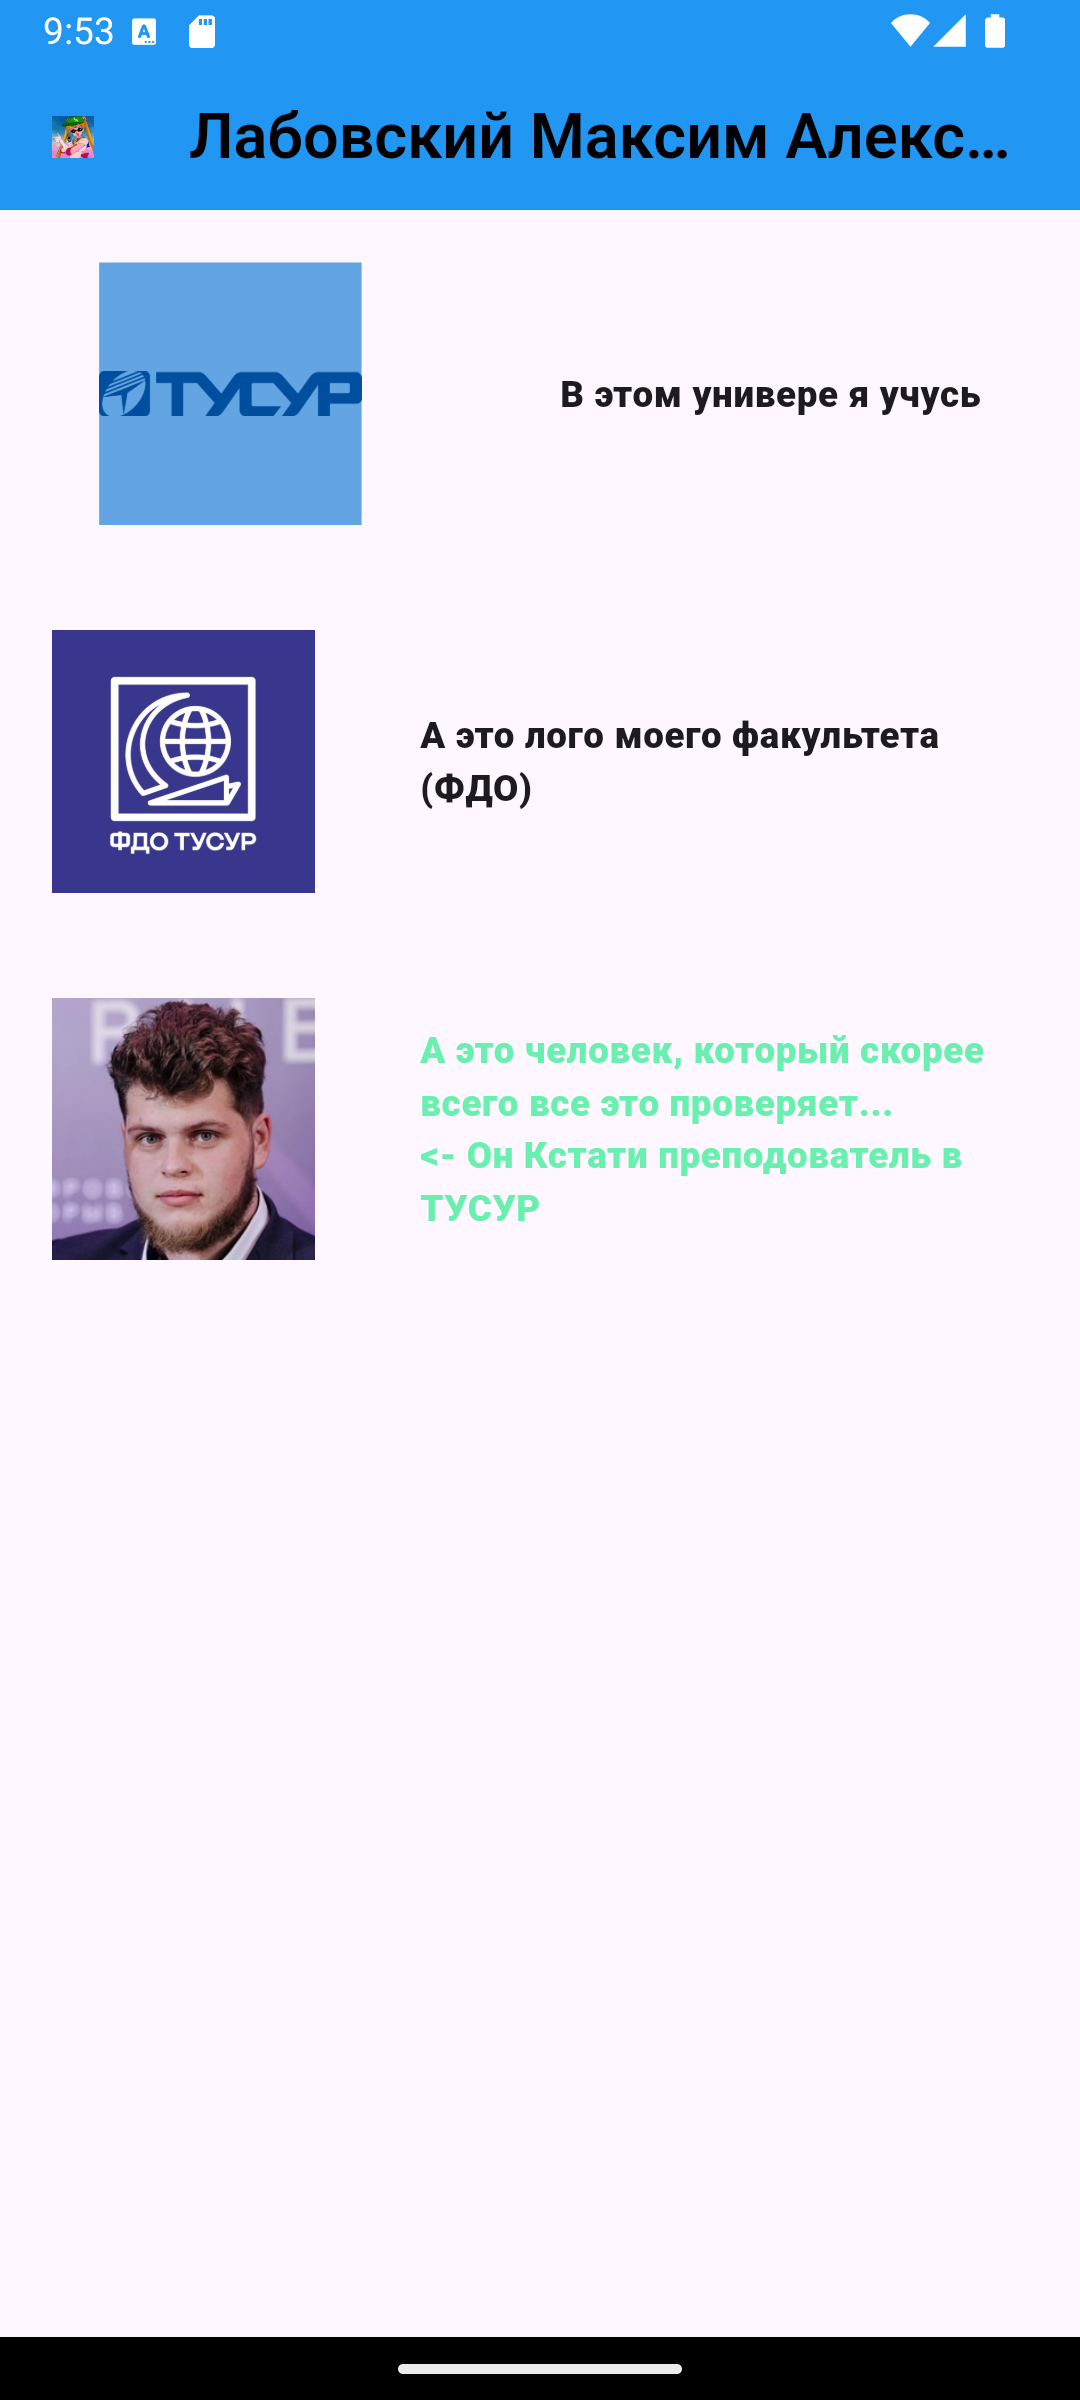 9:53
Лабовский Максим Алекс...
ТУСУР
В этом универе я учусь
А это лого моего факультета
(ФДО)
ФДО ТУСУР
А это человек, который скорее
всего все это проверяет...
<- Он Кстати преподователь в
ТУСУР